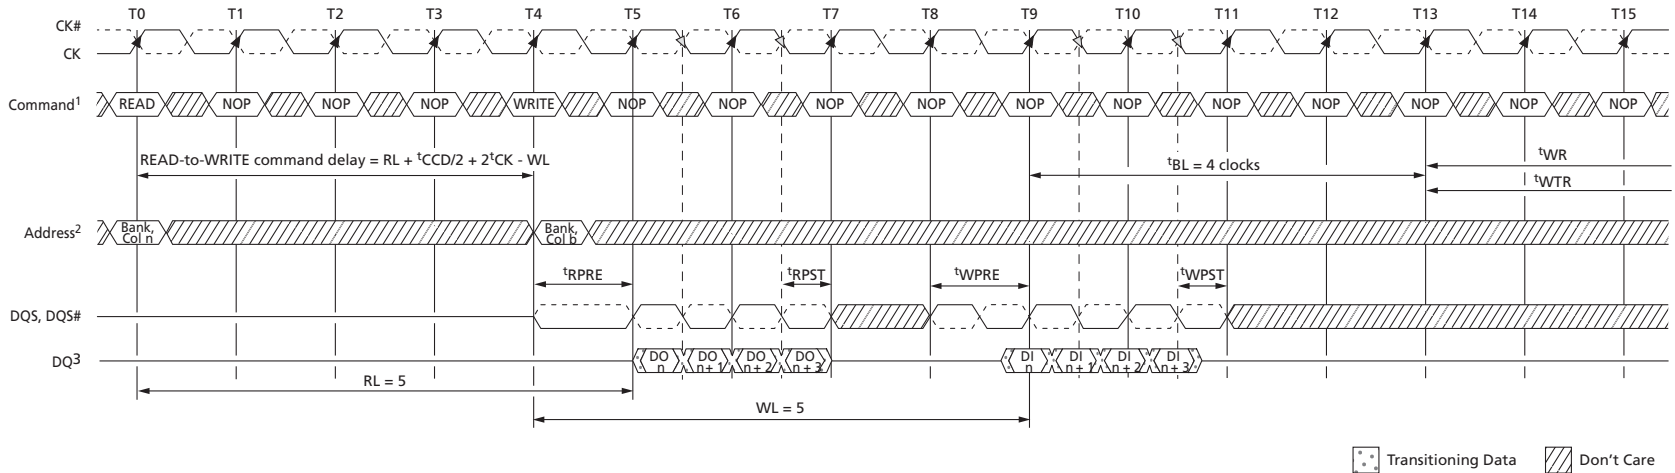 T0 T1 T2 T3 T4 T5 T6 T7 T8 T9 T10 T11 T12 T13 T14 T15
CK#
CK
Command1 READ NOP NOP NOP WRITE NOP NOP NOP NOP NOP NOP NOP NOP NOP NOP NOP
READ-to-WRITE command delay = RL + tCCD/2 + 2tCK - WL
tBL = 4 clocks
tWR
tWTR
Address2
Bank,
Col n
Bank,
Col b
tRPRE tRPST tWPRE tWPST
DQS, DQS#
DQ3
DO
n
DO
n + 1
DO
n + 2
DO
n + 3
DI
n
DI
n + 1
DI
n + 2
DI
n + 3
RL = 5
WL = 5
Transitioning Data
Don't Care